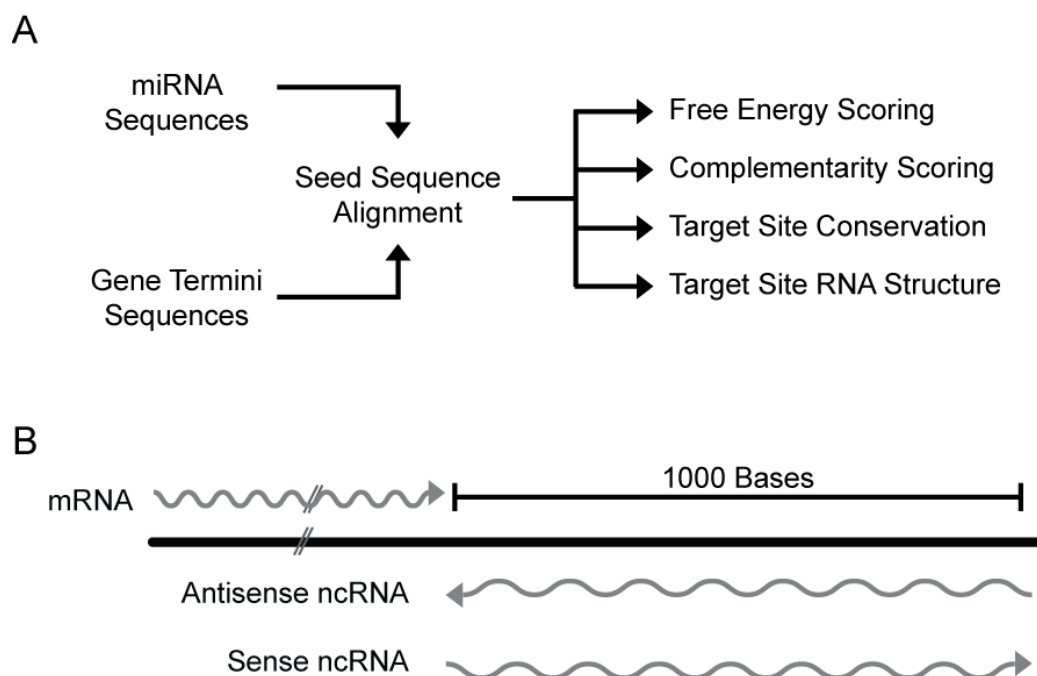 A
miRNA
Sequences
Seed Sequence
Alignment
Gene Termini
Sequences
Free Energy Scoring
Complementarity Scoring
Target Site Conservation
Target Site RNA Structure
B
mRNA
1000 Bases
Antisense ncRNA
Sense ncRNA